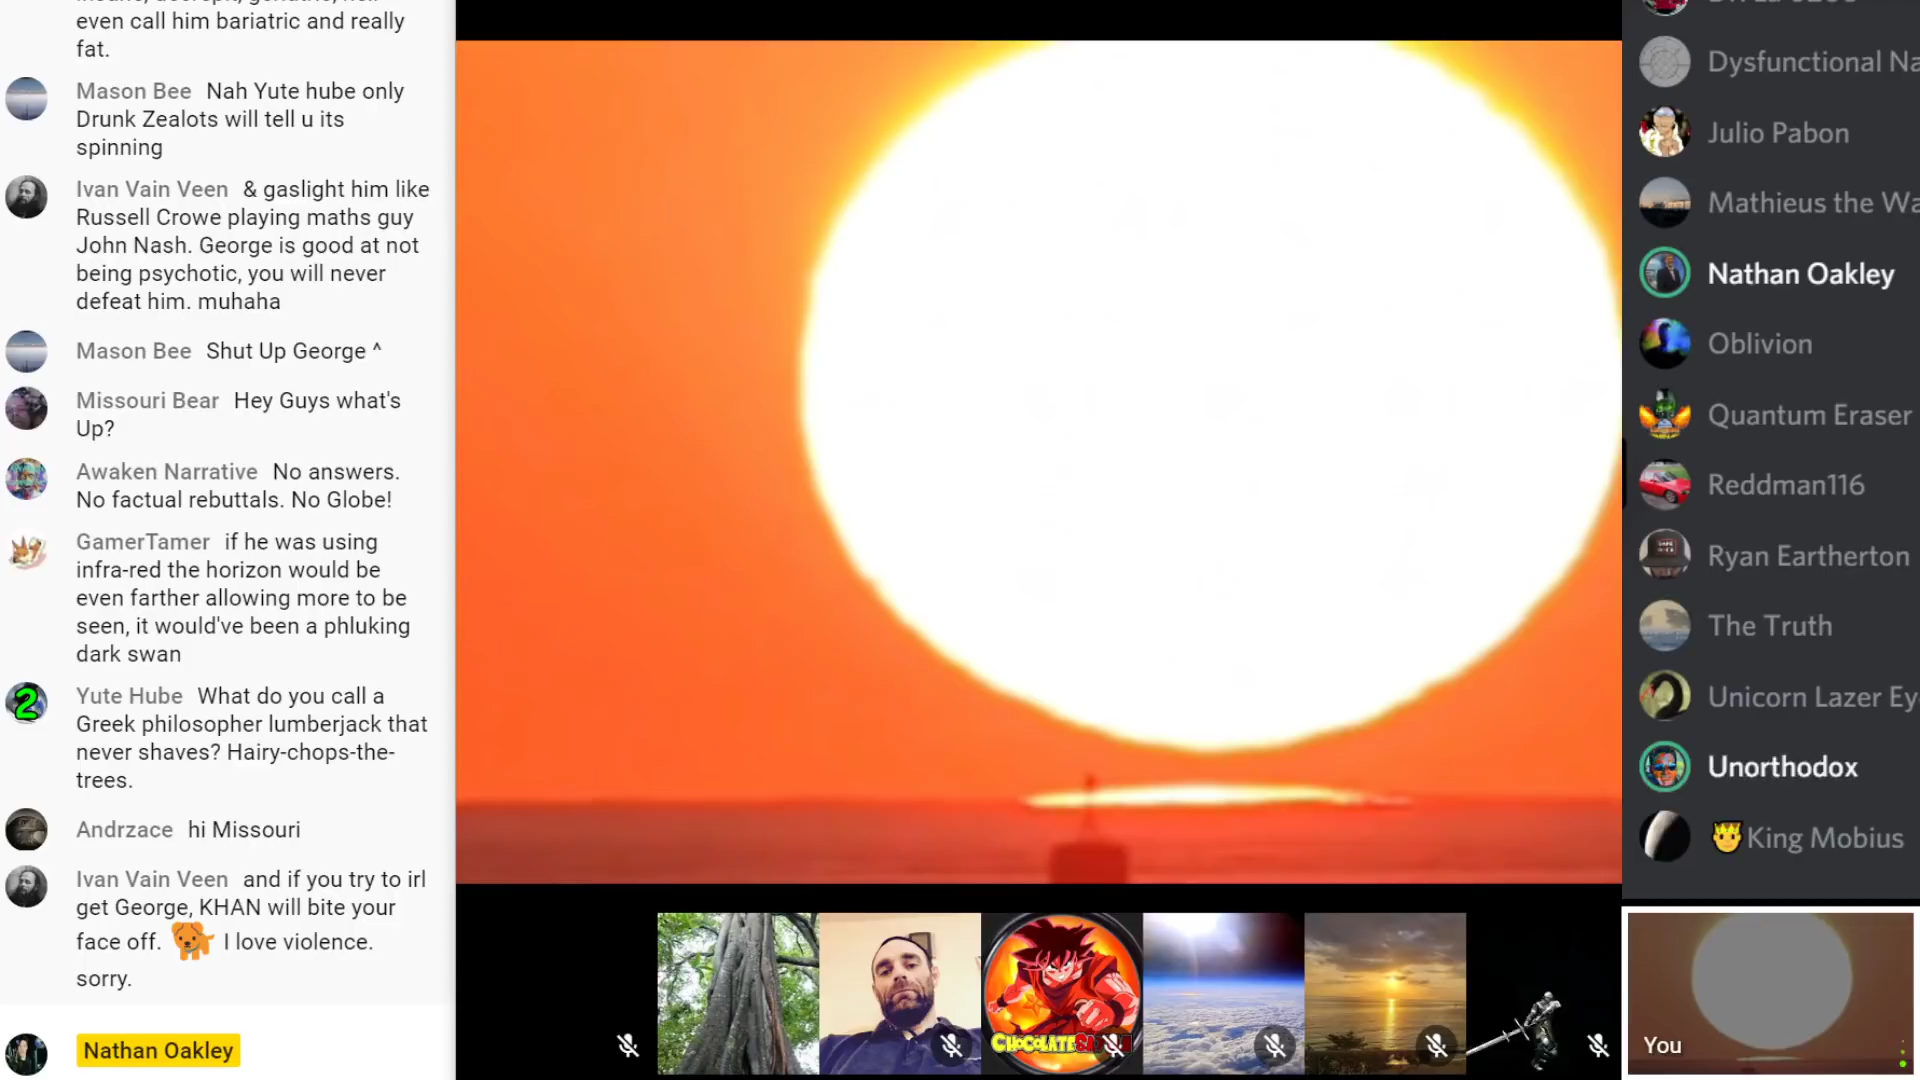 even call him bariatric and really
fat.
Mason Bee Nah Yute hube only
Drunk Zealots will tell u its
spinning
Ivan Vain Veen & gaslight him like
Russell Crowe playing maths guy
John Nash. George is good at not
being psychotic, you will never
defeat him. muhaha
Mason Bee Shut Up George ^
Missouri Bear Hey Guys what's
Up?
Awaken Narrative No answers.
No factual rebuttals. No Globe!
GamerTamer if he was using
infra-red the horizon would be
even farther allowing more to be
seen, it would've been a phluking
dark swan
Yute Hube What do you call a
Greek philosopher lumberjack that
never shaves? Hairy-chops-the-
trees.
Andrzace hi Missouri
Ivan Vain Veen and if you try to irl
get George, KHAN will bite your
face off. I love violence.
sorry.
Nathan Oakley
2
Dysfunctional Na
Julio Pabon
Mathieus the Wa
Nathan Oakley
Oblivion
Quantum Eraser
Reddman116
Ryan Eartherton
The Truth
Unicorn Lazer Ey
Unorthodox
King Mobius
You